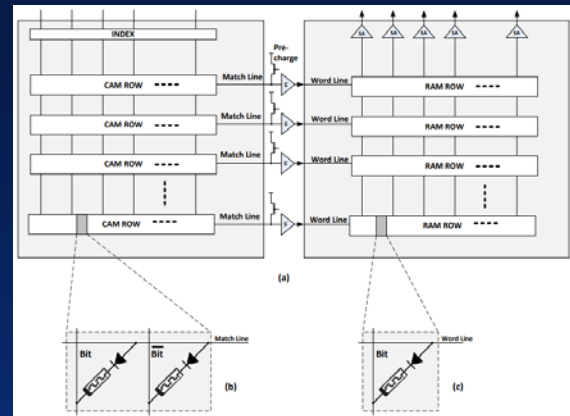 SA SA SA SA SA
INDEX
Pre-
charge
CAM ROW
Match Line
E
Word Line
RAM ROW
CAM ROW
Match Line
E
Word Line
RAM ROW
CAM ROW
Match Line
E
Word Line
RAM ROW
CAM ROW
Match Line
Word Line
RAM ROW
(a)
Bit
Bit
Match Line
(b)
Bit
Word Line
(c)